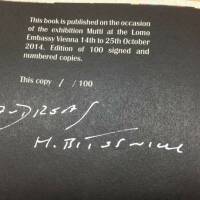 This book is published on the occasion
of the exhibition Mutti at the Lomo
Embassy Vienna 14th to 25th October
2014. Edition of 100 signed and
numbered copies.
This copy / /100